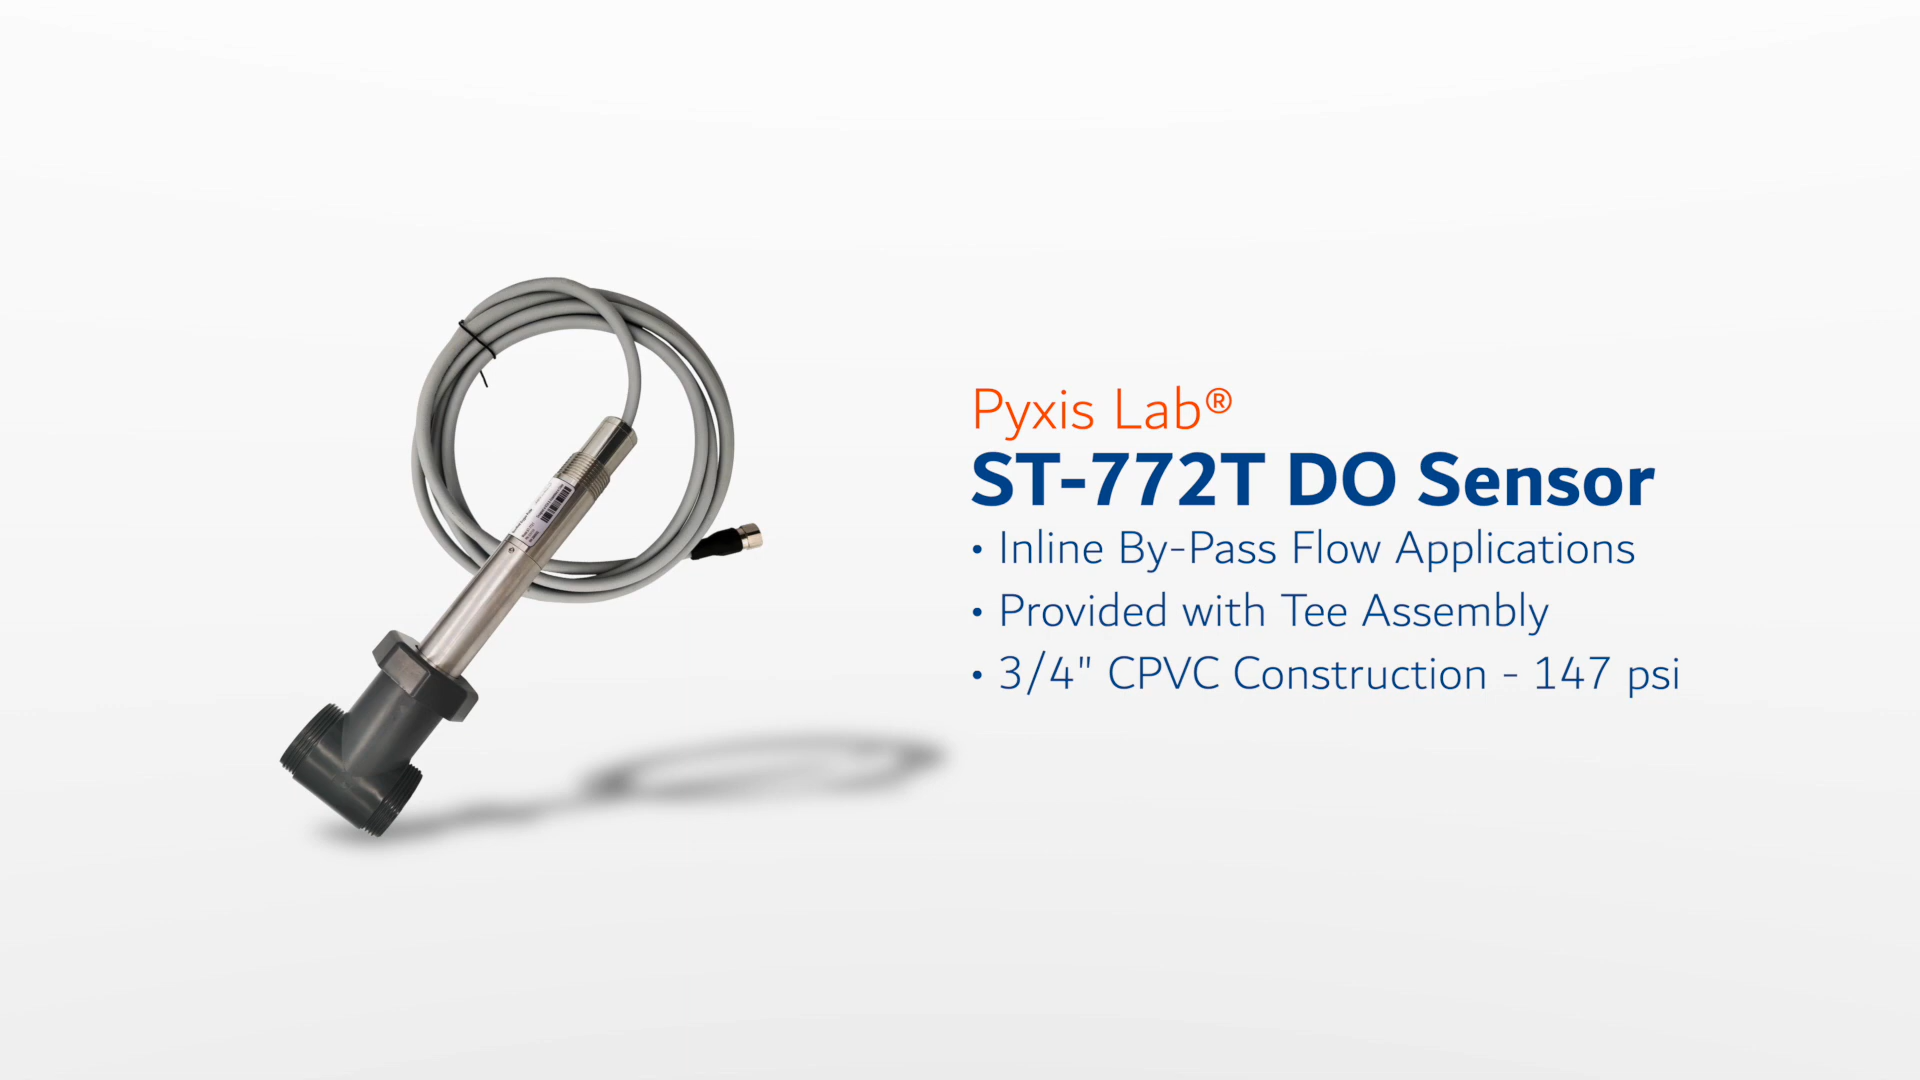 Pyxis Lab®
ST-772T DO Sensor
• Inline By-Pass Flow Applications
• Provided with Tee Assembly
• 3/4" CPVC Construction - 147 psi